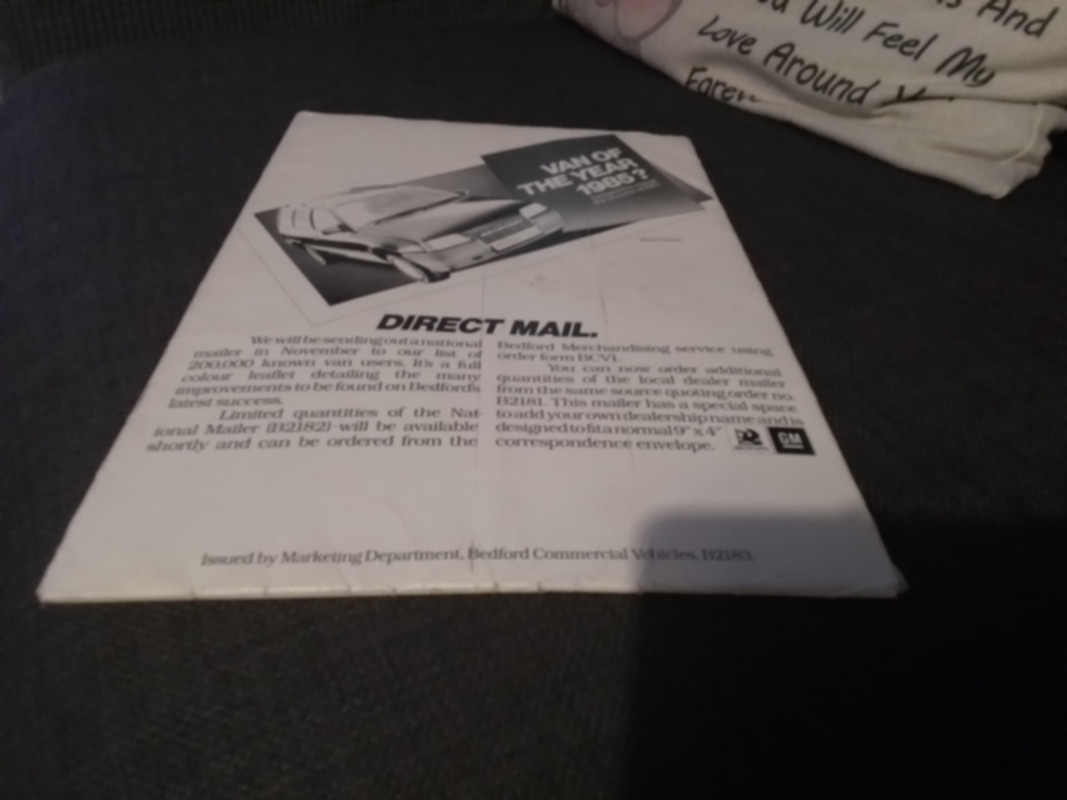 s And
u Will Feel My
Love Around
VAN OF
THE YEAR
1985?
DIRECT MAIL.
We will be sending out a national
mailer in November to our list of
200,000 known van users. It's a full
colour leaflet detailing the many
improvements to be found on Bedford's
latest success.
Limited quantities of the Nat-
ional Mailer (B2182) will be available
shortly and can be ordered from the
Bedford Merchandising service using
order form BCV1.
You can now order additional
quantities of the local dealer mailer
from the same source quoting order no.
B2181. This mailer has a special space
to add your own dealership name and is
designed to fit a normal 9" x 4"
correspondence envelope.
GM
Issued by Marketing Department, Bedford Commercial Vehicles. B2183.